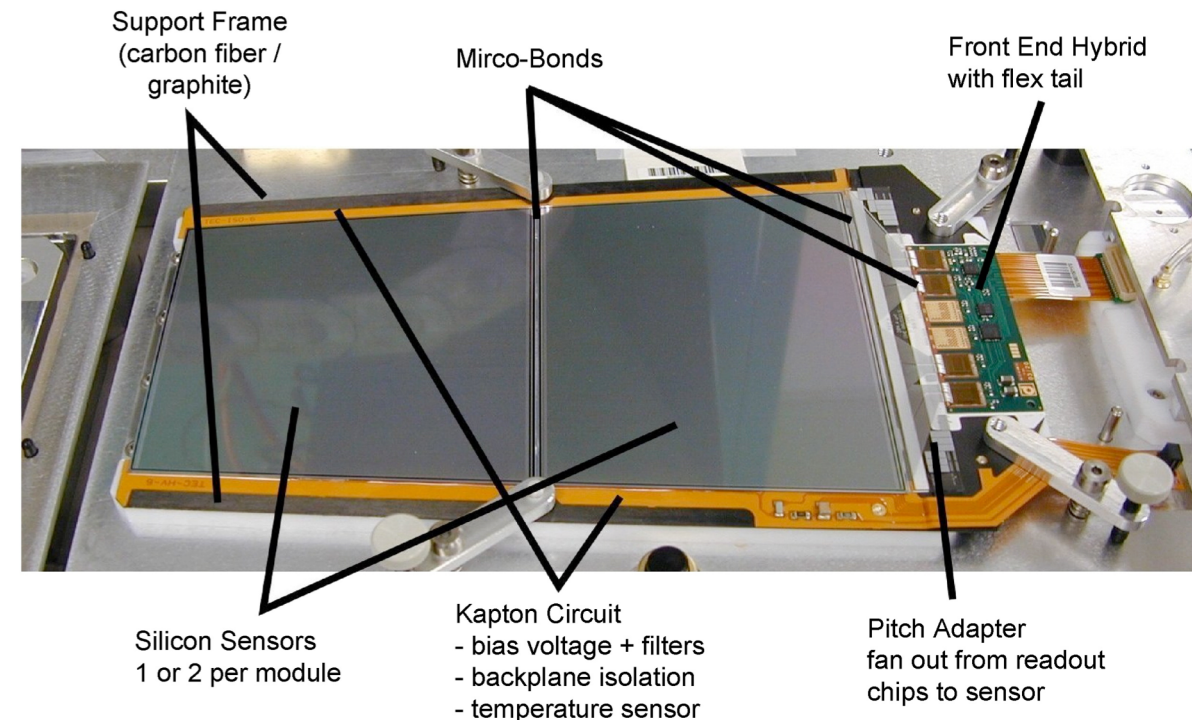 Support Frame
(carbon fiber /
graphite)
Mirco-Bonds
Front End Hybrid
with flex tail
Silicon Sensors
1 or 2 per module
Kapton Circuit
- bias voltage + filters
- backplane isolation
- temperature sensor
Pitch Adapter
fan out from readout
chips to sensor